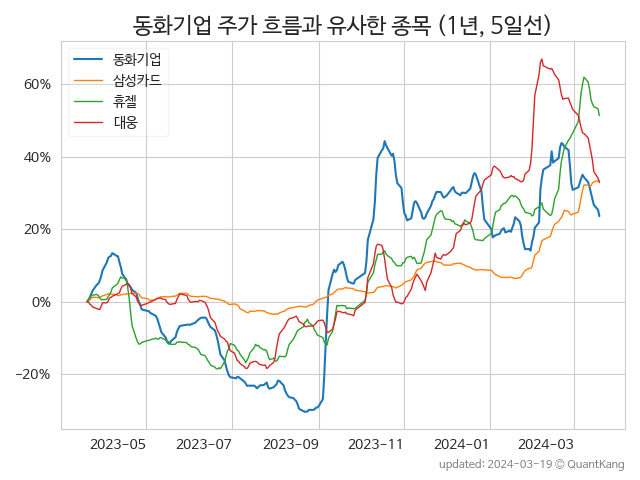 동화기업 주가 흐름과 유사한 종목 (1년, 5일선)
동화기업
삼성카드
휴젤
대웅
60%
40%
20%
0%
−20%
2023-05
2023-07
2023-09
2023-11
2024-01
2024-03
updated: 2024-03-19 © QuantKang